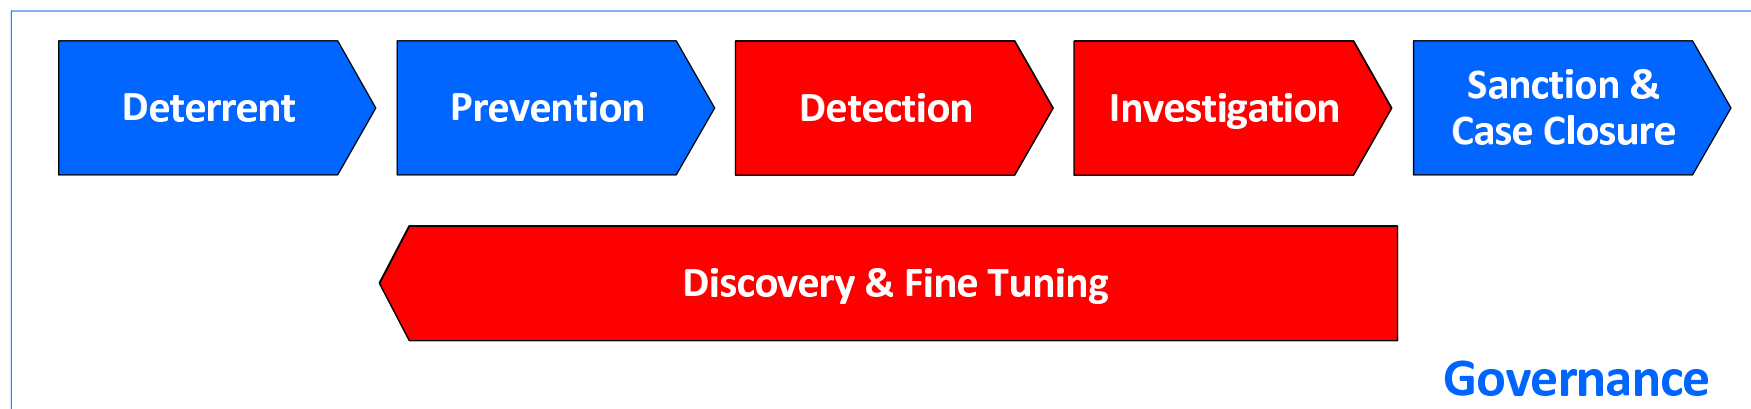 Deterrent
Prevention
Detection
Investigation
Sanction &
Case Closure
Discovery & Fine Tuning
Governance